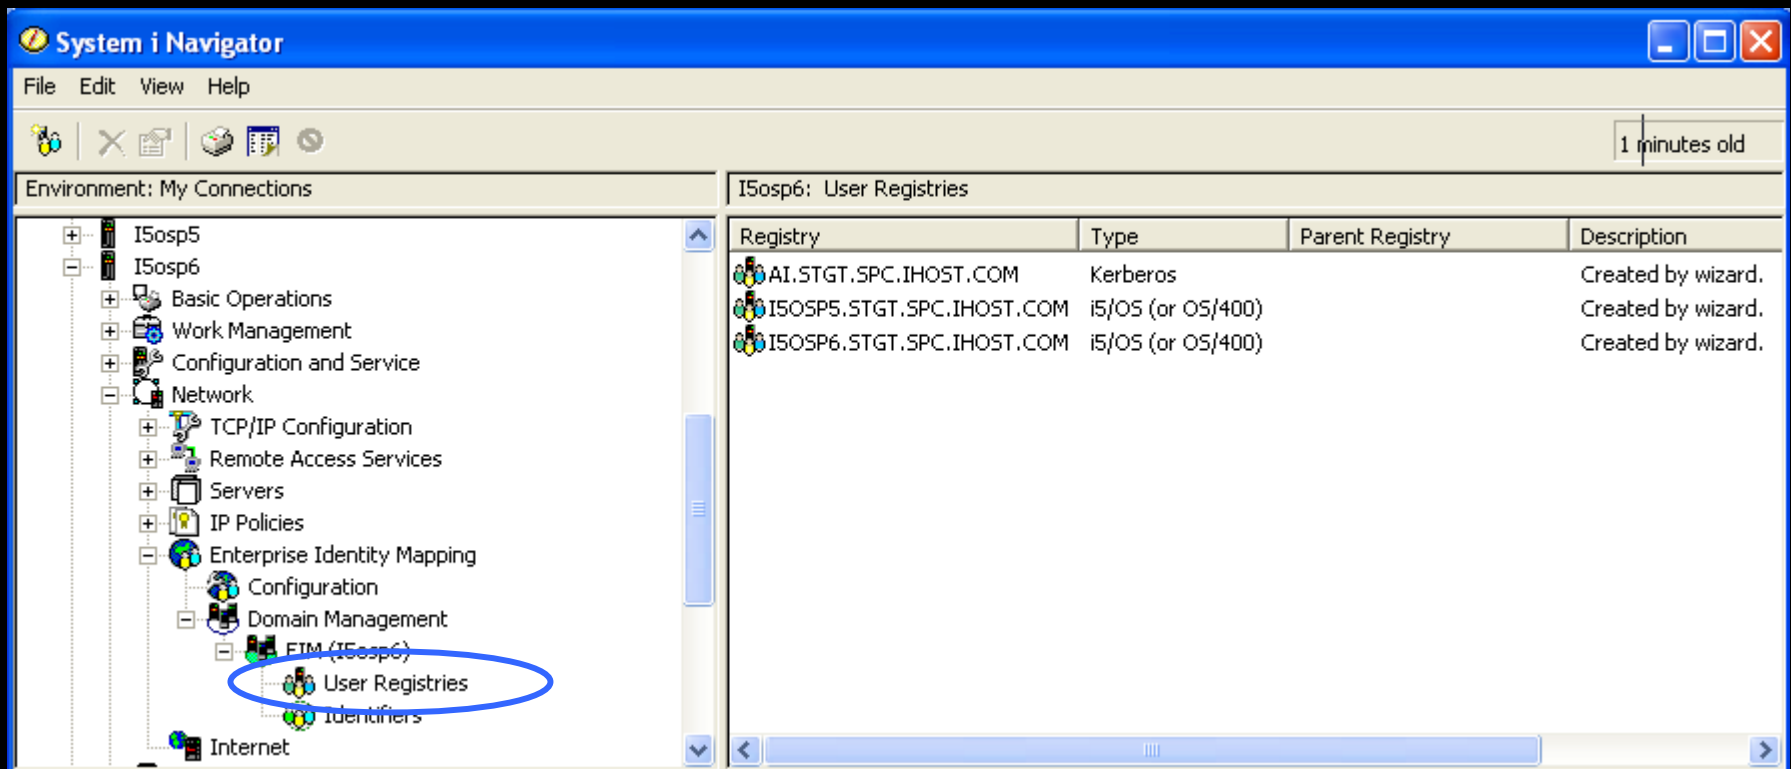 System i Navigator
File Edit View Help
1 minutes old
Environment: My Connections
I5osp6: User Registries
I5osp5
I5osp6
Basic Operations
Work Management
Configuration and Service
Network
TCP/IP Configuration
Remote Access Services
Servers
IP Policies
Enterprise Identity Mapping
Configuration
Domain Management
EIM (I5osp6)
User Registries
Identifiers
Internet
Registry Type Parent Registry Description
AI.STGT.SPC.IHOST.COM Kerberos Created by wizard.
I5OSP5.STGT.SPC.IHOST.COM i5/OS (or OS/400) Created by wizard.
I5OSP6.STGT.SPC.IHOST.COM i5/OS (or OS/400) Created by wizard.